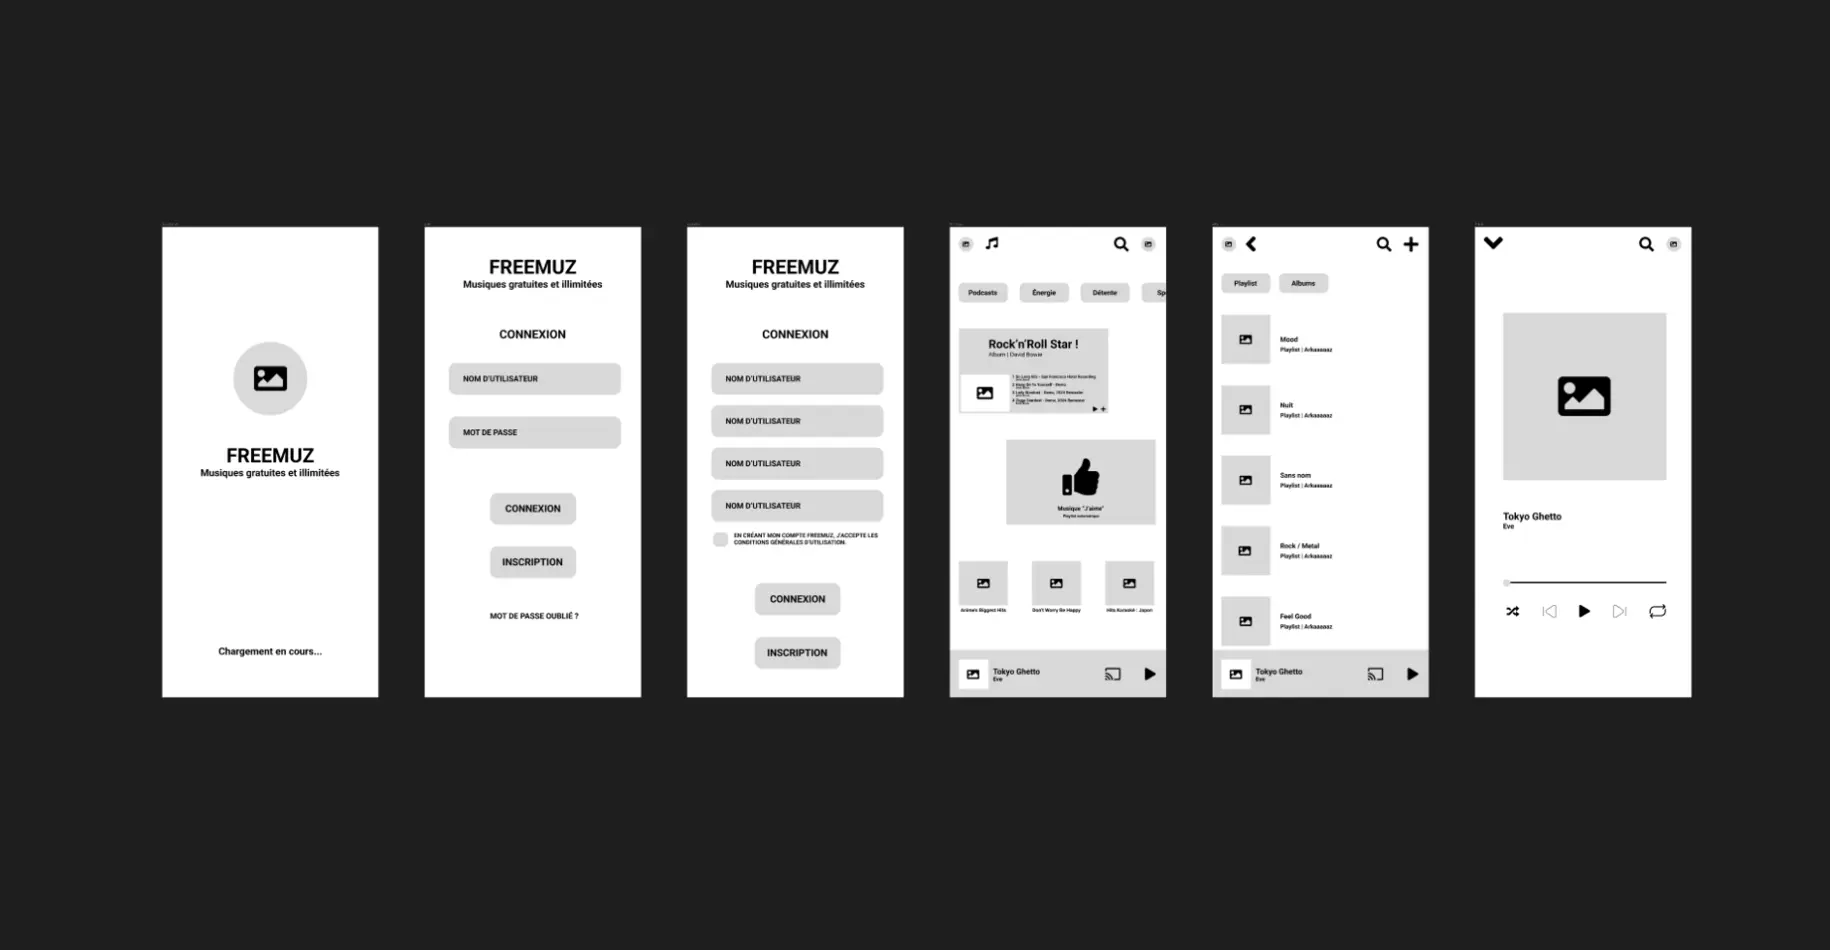 FREEMUZ
Musiques gratuites et illimitées
Chargement en cours...
FREEMUZ
Musiques gratuites et illimitées
CONNEXION
NOM D'UTILISATEUR
MOT DE PASSE
CONNEXION
INSCRIPTION
MOT DE PASSE OUBLIÉ ?
FREEMUZ
Musiques gratuites et illimitées
CONNEXION
NOM D'UTILISATEUR
NOM D'UTILISATEUR
NOM D'UTILISATEUR
NOM D'UTILISATEUR
EN CRÉANT MON COMPTE FREEMUZ, J'ACCEPTE LES
CONDITIONS GÉNÉRALES D'UTILISATION.
CONNEXION
INSCRIPTION
Podcasts
Énergie
Détente
Sp
Rock'n'Roll Star !
Album | David Bowie
Musique "J'aime"
Playlist automatique
Anime's Biggest Hits
Don't Worry Be Happy
Tokyo Ghetto
Eve
Playlist
Albums
Mood
Playlist | Arkaaaaaz
Nuit
Playlist | Arkaaaaaz
Sans nom
Playlist | Arkaaaaaz
Rock / Metal
Playlist | Arkaaaaaz
Feel Good
Playlist | Arkaaaaaz
Tokyo Ghetto
Eve
Tokyo Ghetto
Eve